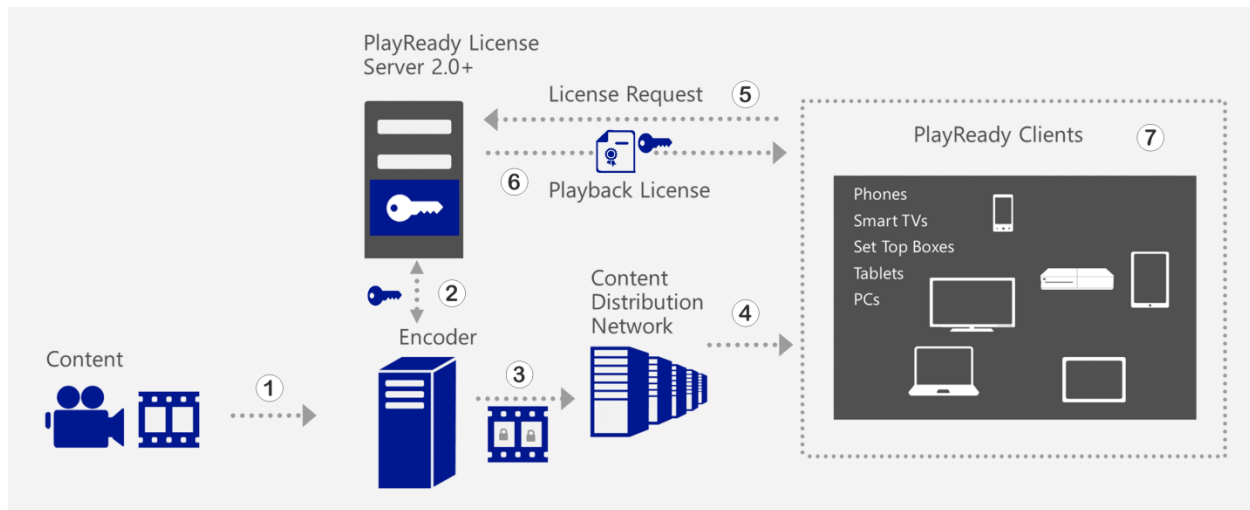 PlayReady License
Server 2.0+
License Request 5
PlayReady Clients 7
6
Playback License
Phones
Smart TVs
Set Top Boxes
Tablets
PCs
2
Content
Distribution
Network
4
Encoder
Content
1
3